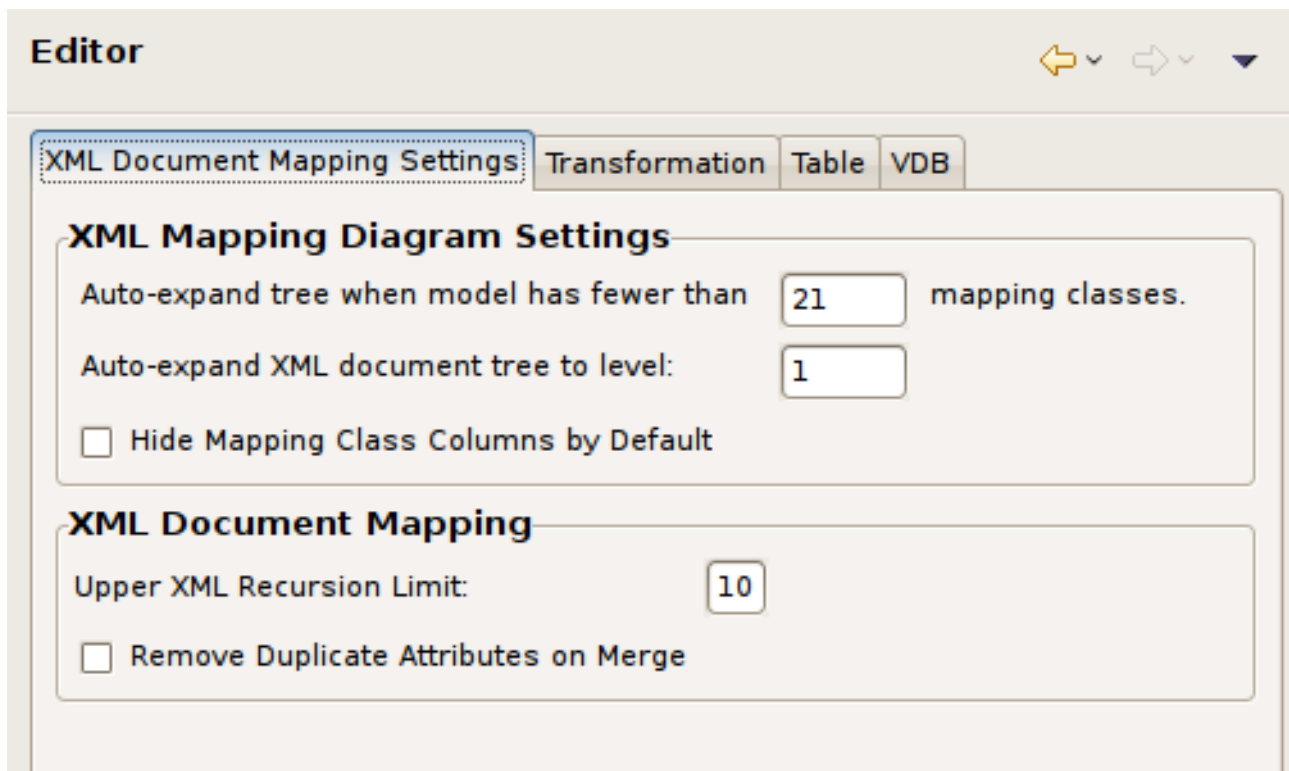 Editor
XML Document Mapping Settings Transformation Table VDB
XML Mapping Diagram Settings
Auto-expand tree when model has fewer than 21 mapping classes.
Auto-expand XML document tree to level: 1
Hide Mapping Class Columns by Default
XML Document Mapping
Upper XML Recursion Limit: 10
Remove Duplicate Attributes on Merge